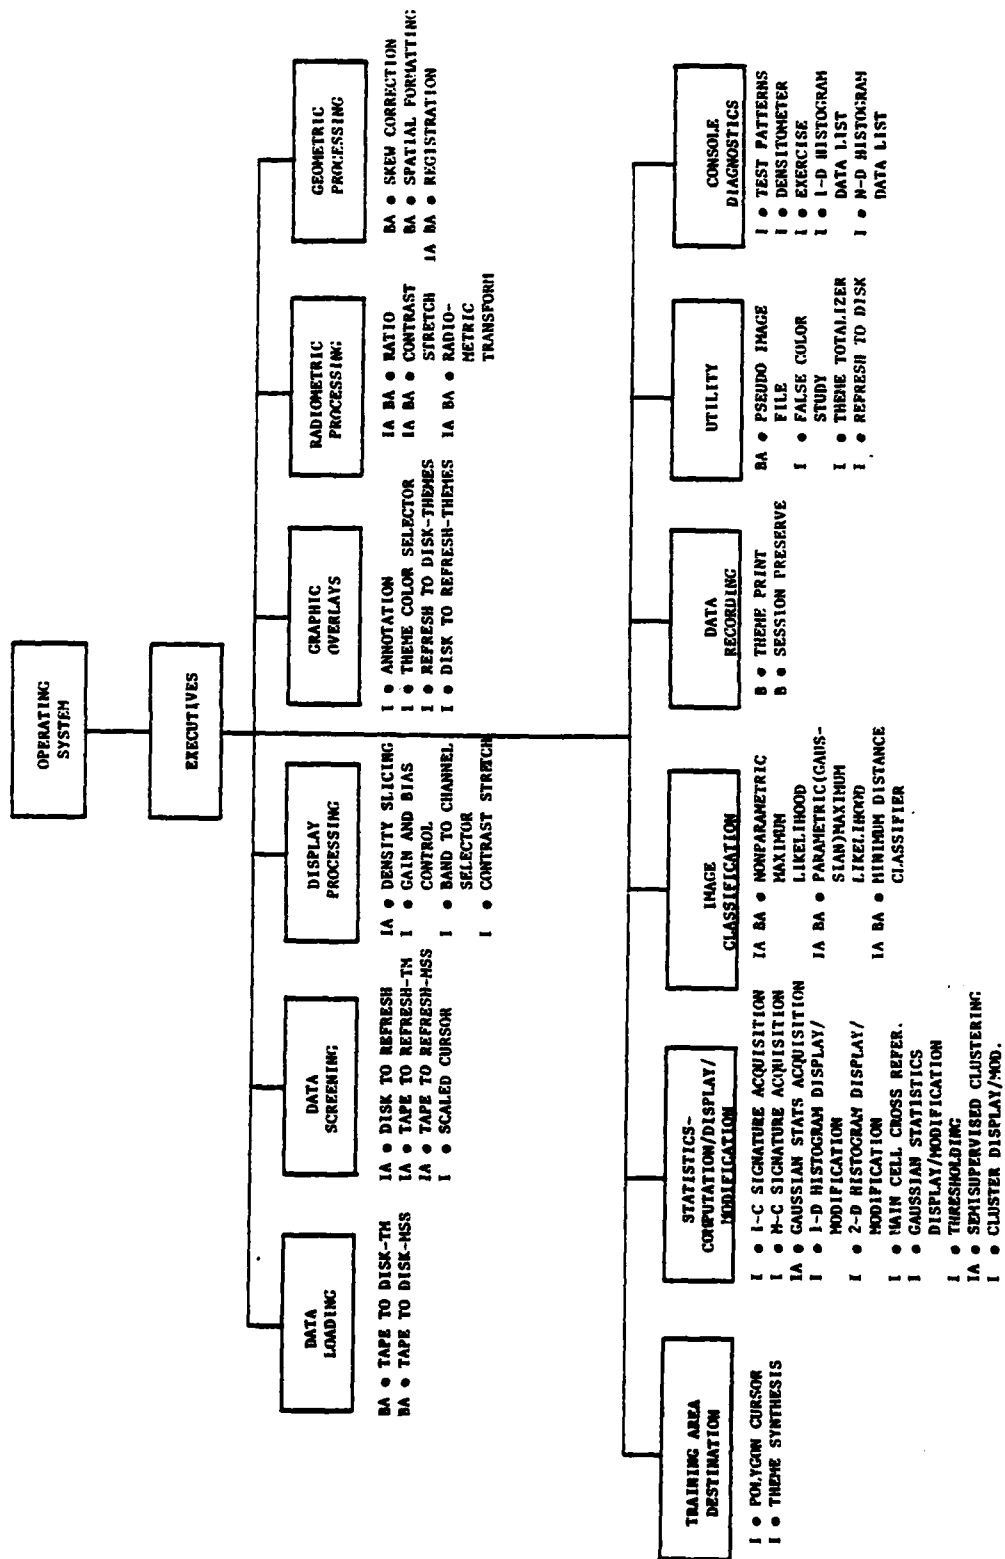 OPERATING
SYSTEM
EXECUTIVES
DATA
LOADING
BA ● TAPE TO DISK-TM
BA ● TAPE TO DISK-MSS
DATA
SCREENING
IA ● DISK TO REFRESH
IA ● TAPE TO REFRESH-TM
IA ● TAPE TO REFRESH-MSS
I ● SCALED CURSOR
DISPLAY
PROCESSING
IA ● DENSITY SLICING
I ● GAIN AND BIAS
CONTROL
I ● BAND TO CHANNEL
SELECTOR
I ● CONTRAST STRETCH
GRAPHIC
OVERLAYS
I ● ANNOTATION
I ● THEME COLOR SELECTOR
I ● REFRESH TO DISK-THEMES
I ● DISK TO REFRESH-THEMES
RADIOMETRIC
PROCESSING
IA BA ● RATIO
IA BA ● CONTRAST
STRETCH
IA BA ● RADIO-
METRIC
TRANSFORM
GEOMETRIC
PROCESSING
BA ● SKEW CORRECTION
BA ● SPATIAL FORMATTING
IA BA ● REGISTRATION
TRAINING AREA
DESTINATION
I ● POLYGON CURSOR
I ● THEME SYNTHESIS
STATISTICS-
COMPUTATION/DISPLAY/
MODIFICATION
I ● 1-C SIGNATURE ACQUISITION
I ● M-C SIGNATURE ACQUISITION
IA ● GAUSSIAN STATS ACQUISITION
I ● 1-D HISTOGRAM DISPLAY/
MODIFICATION
I ● 2-D HISTOGRAM DISPLAY/
MODIFICATION
I ● MAIN CELL CROSS REFER.
I ● GAUSSIAN STATISTICS
DISPLAY/MODIFICATION
I ● THRESHOLDING
IA ● SEMISUPERVISED CLUSTERING
I ● CLUSTER DISPLAY/MOD.
IMAGE
CLASSIFICATION
IA BA ● NONPARAMETRIC
MAXIMUM
LIKELIHOOD
IA BA ● PARAMETRIC(GAUS-
SIAN)MAXIMUM
LIKELIHOOD
IA BA ● MINIMUM DISTANCE
CLASSIFIER
DATA
RECORDING
B ● THEME PRINT
B ● SESSION PRESERVE
UTILITY
BA ● PSEUDO IMAGE
FILE
I ● FALSE COLOR
STUDY
I ● THEME TOTALIZER
I ● REFRESH TO DISK
CONSOLE
DIAGNOSTICS
I ● TEST PATTERNS
I ● DENSITOMETER
I ● EXERCISE
I ● 1-D HISTOGRAM
DATA LIST
I ● N-D HISTOGRAM
DATA LIST